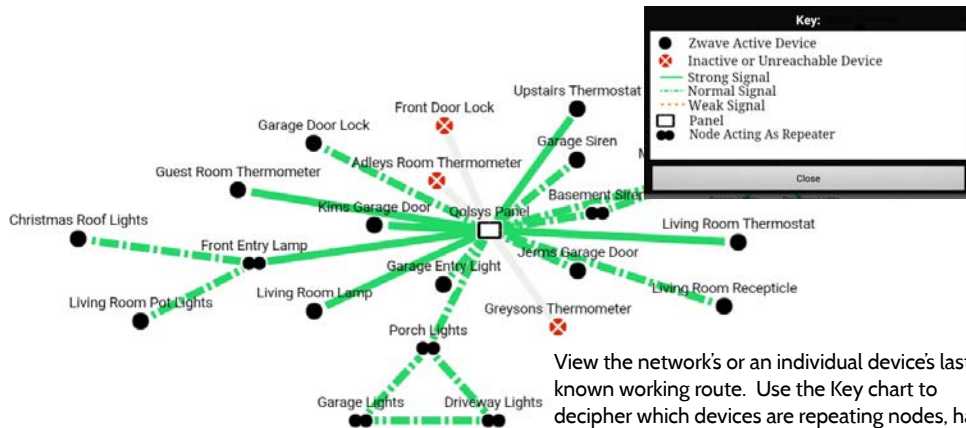 Key:
Zwave Active Device
Inactive or Unreachable Device
Strong Signal
Normal Signal
Weak Signal
Panel
Node Acting As Repeater
Close
Upstairs Thermostat
Front Door Lock
Garage Door Lock
Garage Siren
Adleys Room Thermometer
Guest Room Thermometer
Basement Siren
Kims Garage Door
Qolsys Panel
Christmas Roof Lights
Living Room Thermostat
Front Entry Lamp
Jerms Garage Door
Garage Entry Light
Living Room Pot Lights
Living Room Lamp
Living Room Recepticle
Greysons Thermometer
Porch Lights
Garage Lights
Driveway Lights
View the network's or an individual device's last
known working route. Use the Key chart to
decipher which devices are repeating nodes, ha